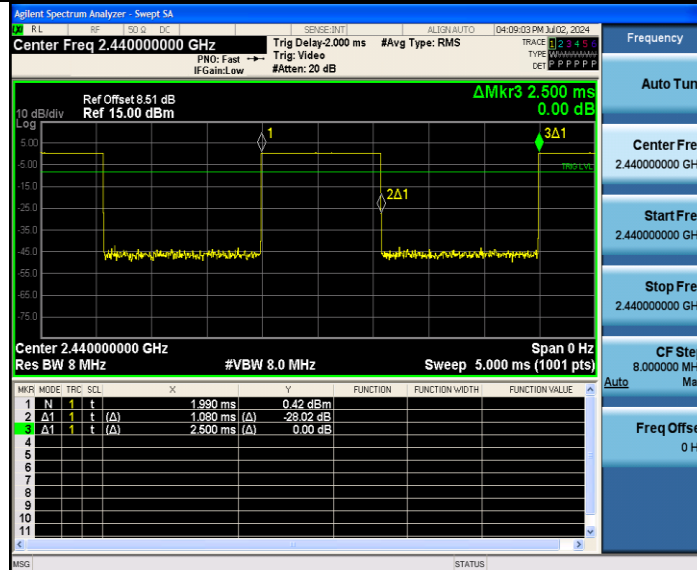 Agilent Spectrum Analyzer - Swept SA
RL RF 50 Ω DC SENSE:INT ALIGN AUTO 04:09:03 PM Jul 02, 2024
Center Freq 2.440000000 GHz
PNO: Fast
IFGain:Low
Trig Delay-2.000 ms
Trig: Video
#Atten: 20 dB
#Avg Type: RMS
TRACE 1 2 3 4 5 6
TYPE WWWWWW
DET P P P P P P
Frequency
Auto Tun
Center Fre
2.440000000 GH
Start Fre
2.440000000 GH
Stop Fre
2.440000000 GH
CF Ste
8.000000 MH
Auto Ma
Freq Offse
0 H
ΔMkr3 2.500 ms
0.00 dB
Ref Offset 8.51 dB
10 dB/div Ref 15.00 dBm
Log
5.00
-5.00
-15.0
-25.0
-35.0
-45.0
-55.0
-65.0
-75.0
1
2Δ1
3Δ1
TRIG LVL
Center 2.440000000 GHz Span 0 Hz
Res BW 8 MHz #VBW 8.0 MHz Sweep 5.000 ms (1001 pts)
MKR MODE TRC SCL X Y FUNCTION FUNCTION WIDTH FUNCTION VALUE
1 N 1 t 1.990 ms 0.42 dBm
2 Δ1 1 t (Δ) 1.080 ms (Δ) -28.02 dB
3 Δ1 1 t (Δ) 2.500 ms (Δ) 0.00 dB
4
5
6
7
8
9
10
11
MSG STATUS